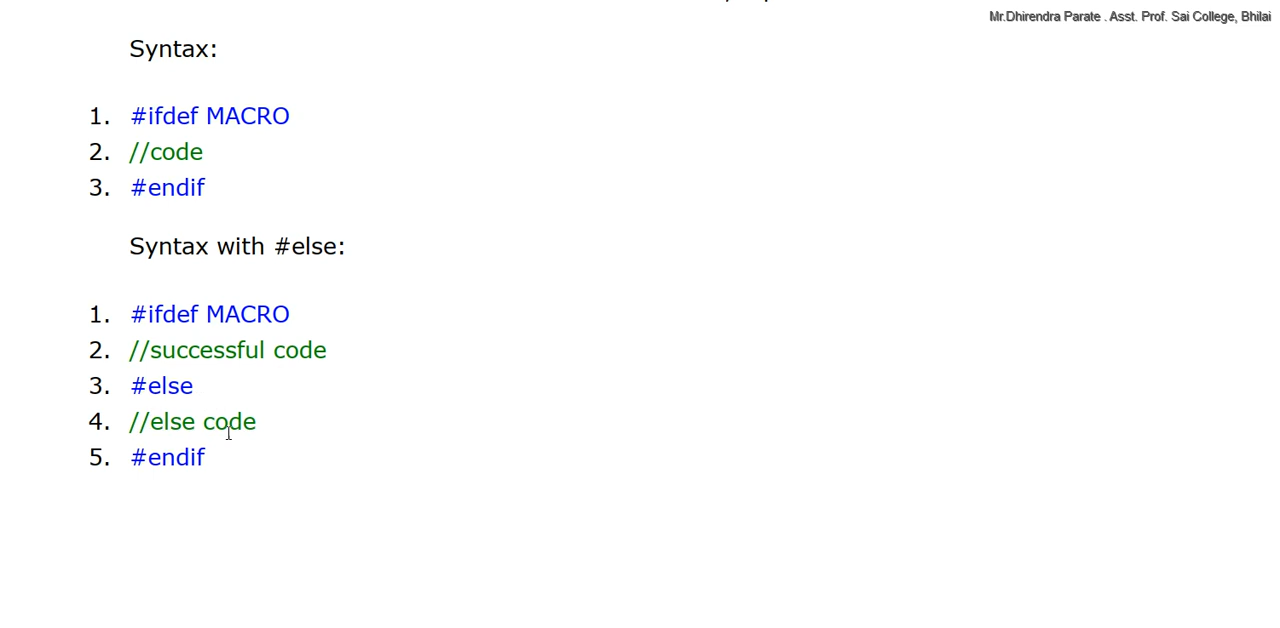 Mr.Dhirendra Parate . Asst. Prof. Sai College, Bhilai
Syntax:
1. #ifdef MACRO
2. //code
3. #endif
Syntax with #else:
1. #ifdef MACRO
2. //successful code
3. #else
4. //else code
5. #endif